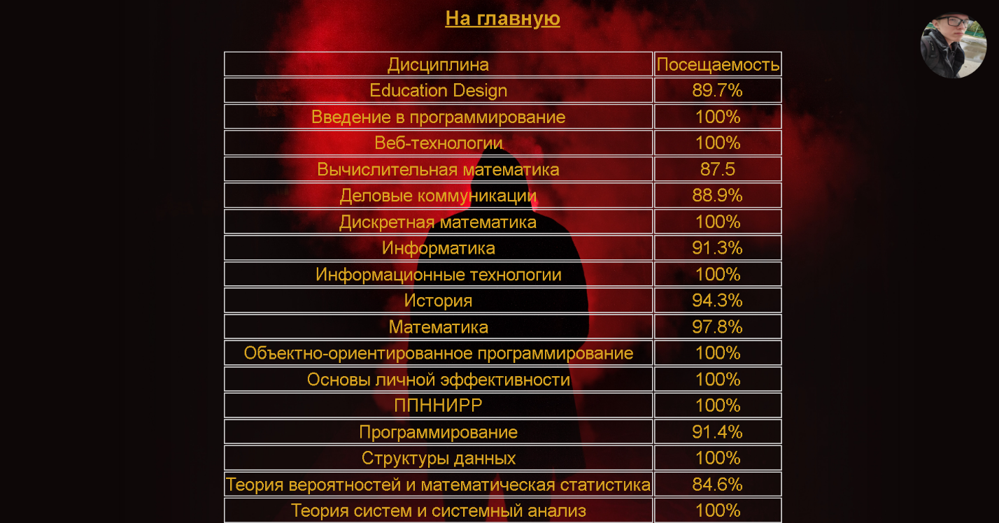 На главную
Дисциплина Посещаемость
Education Design 89.7%
Введение в программирование 100%
Веб-технологии 100%
Вычислительная математика 87.5
Деловые коммуникации 88.9%
Дискретная математика 100%
Информатика 91.3%
Информационные технологии 100%
История 94.3%
Математика 97.8%
Объектно-ориентированное программирование 100%
Основы личной эффективности 100%
ППННИРР 100%
Программирование 91.4%
Структуры данных 100%
Теория вероятностей и математическая статистика 84.6%
Теория систем и системный анализ 100%